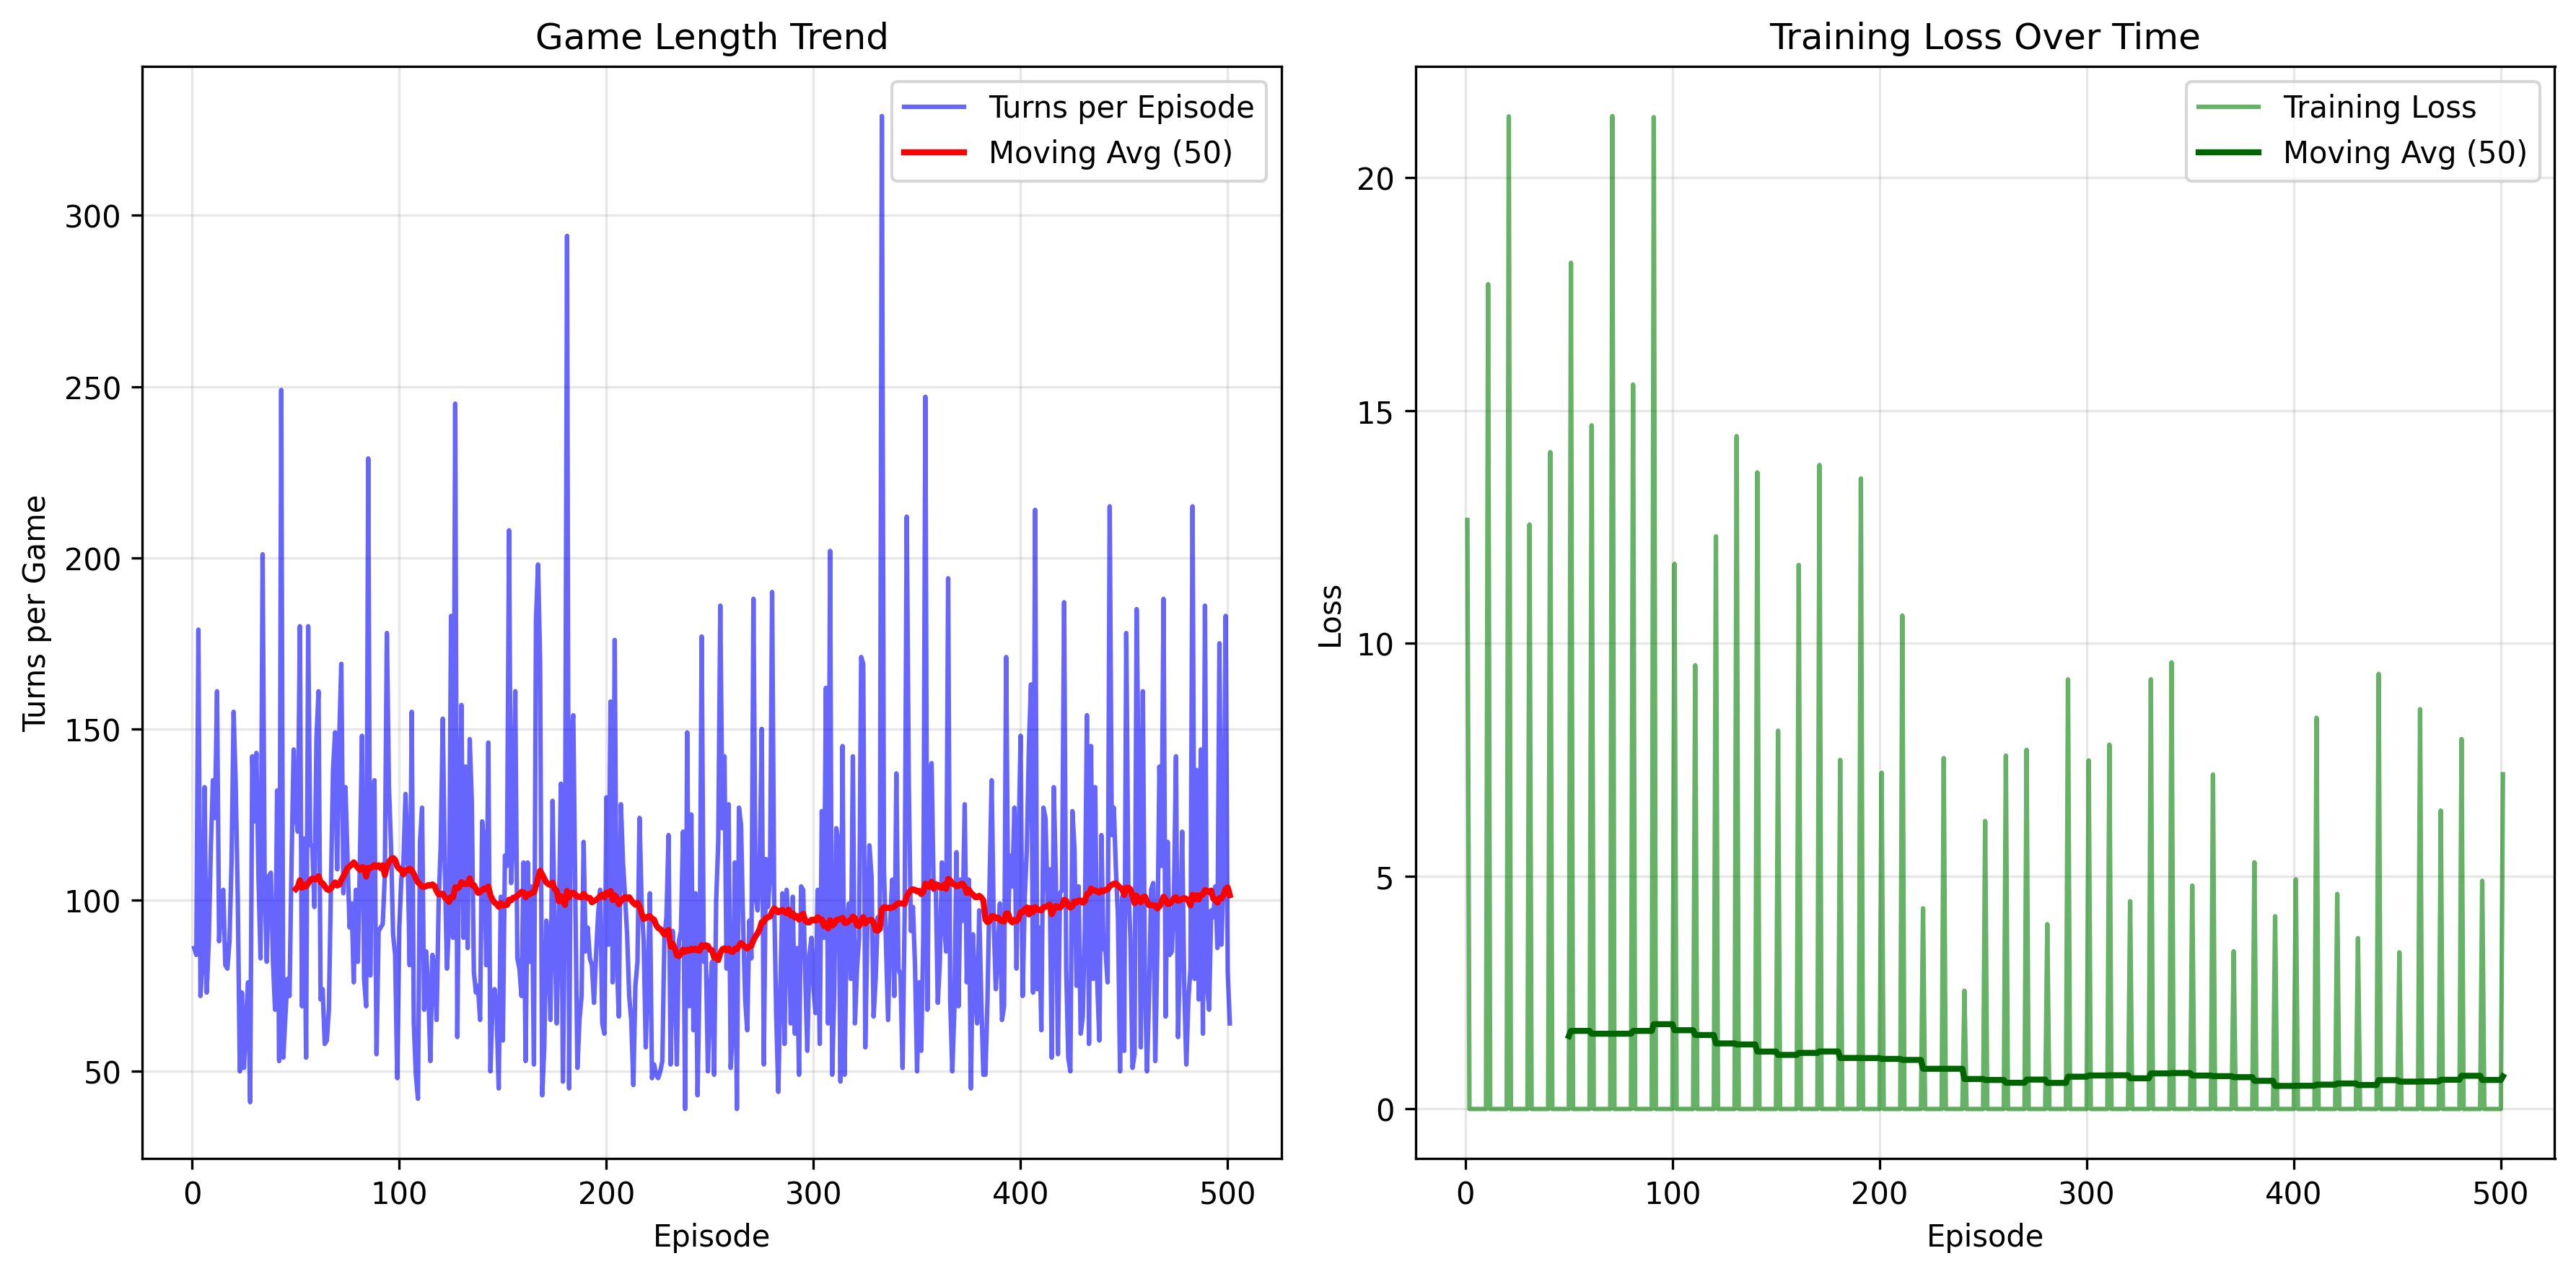 Game Length Trend
Turns per Episode
Moving Avg (50)
300
250
200
150
100
50
Turns per Game
0
100
200
300
400
500
Episode
Training Loss Over Time
Training Loss
Moving Avg (50)
20
15
10
5
0
Loss
0
100
200
300
400
500
Episode